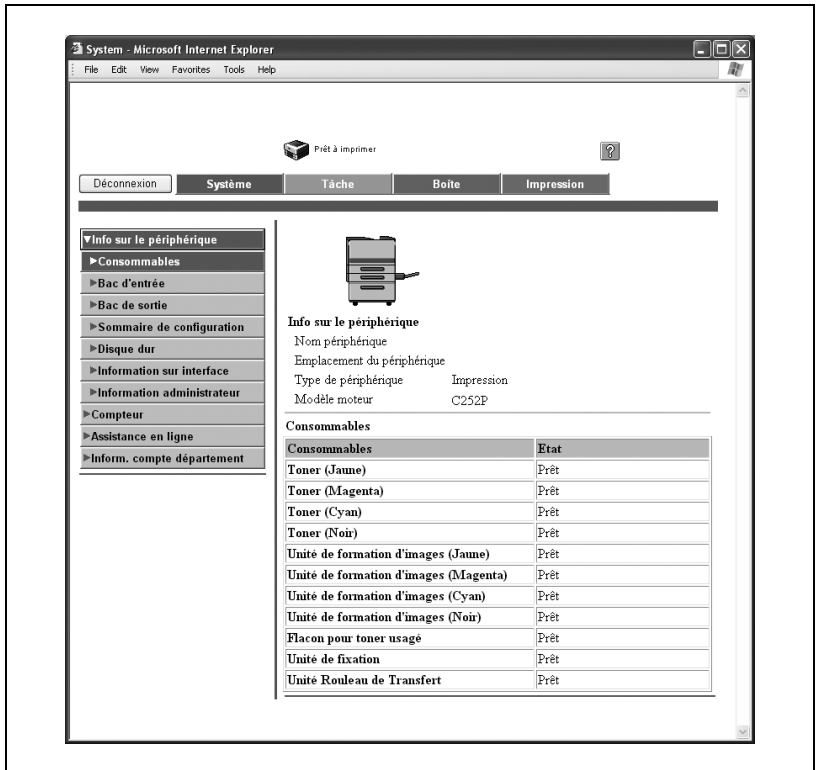 System - Microsoft Internet Explorer
File Edit View Favorites Tools Help
Prêt à imprimer
?
Déconnexion Système Tâche Boîte Impression
Info sur le périphérique
Consommables
Bac d'entrée
Bac de sortie
Sommaire de configuration
Disque dur
Information sur interface
Information administrateur
Compteur
Assistance en ligne
Inform. compte département
Info sur le périphérique
Nom périphérique
Emplacement du périphérique
Type de périphérique Impression
Modèle moteur C252P
Consommables
Consommables Etat
Toner (Jaune) Prêt
Toner (Magenta) Prêt
Toner (Cyan) Prêt
Toner (Noir) Prêt
Unité de formation d'images (Jaune) Prêt
Unité de formation d'images (Magenta) Prêt
Unité de formation d'images (Cyan) Prêt
Unité de formation d'images (Noir) Prêt
Flacon pour toner usagé Prêt
Unité de fixation Prêt
Unité Rouleau de Transfert Prêt